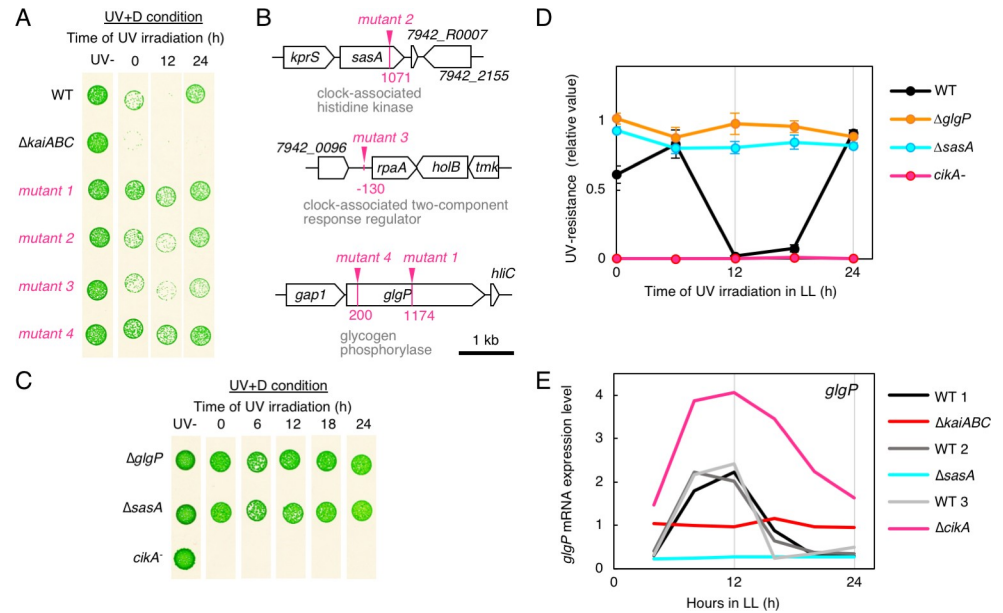 A
UV+D condition
Time of UV irradiation (h)
UV- 0 12 24
WT
ΔkaiABC
mutant 1
mutant 2
mutant 3
mutant 4
B
mutant 2
7942_R0007
kprS sasA
1071
7942_2155
clock-associated
histidine kinase
mutant 3
7942_0096
rpaA holB tmk
-130
clock-associated two-component
response regulator
mutant 4 mutant 1
hliC
gap1 glgP
200 1174
glycogen
phosphorylase
1 kb
C
UV+D condition
Time of UV irradiation (h)
UV- 0 6 12 18 24
ΔglgP
ΔsasA
cikA-
D
UV-resistance (relative value)
1
0.5
0
0 12 24
Time of UV irradiation in LL (h)
WT
ΔglgP
ΔsasA
cikA-
E
glgP
glgP mRNA expression level
4
3
2
1
0
0 12 24
Hours in LL (h)
WT 1
ΔkaiABC
WT 2
ΔsasA
WT 3
ΔcikA